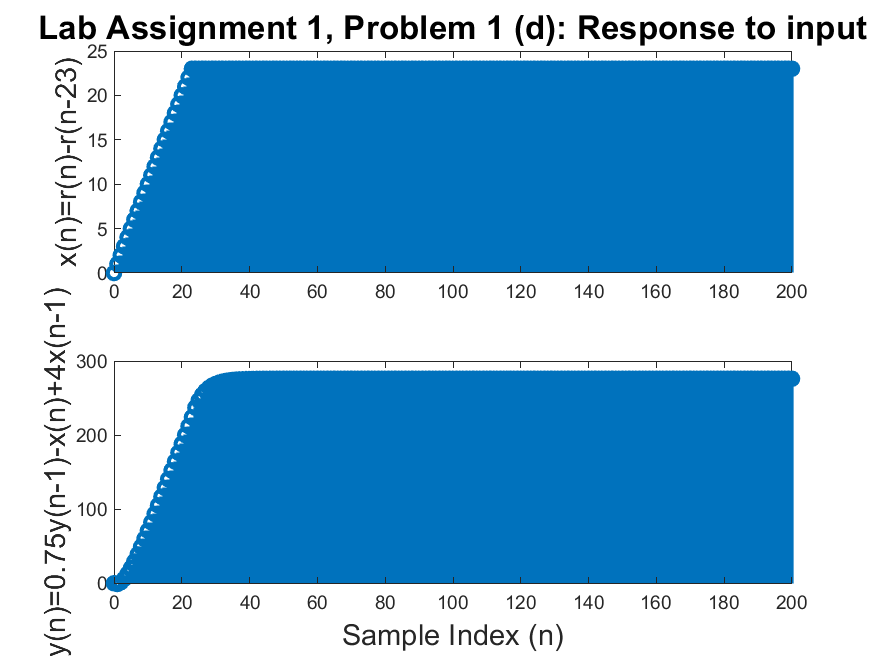 Lab Assignment 1, Problem 1 (d): Response to input
x(n)=r(n)-r(n-23)
25
20
15
10
5
0
0 20 40 60 80 100 120 140 160 180 200
y(n)=0.75y(n-1)-x(n)+4x(n-1)
300
200
100
0
0 20 40 60 80 100 120 140 160 180 200
Sample Index (n)